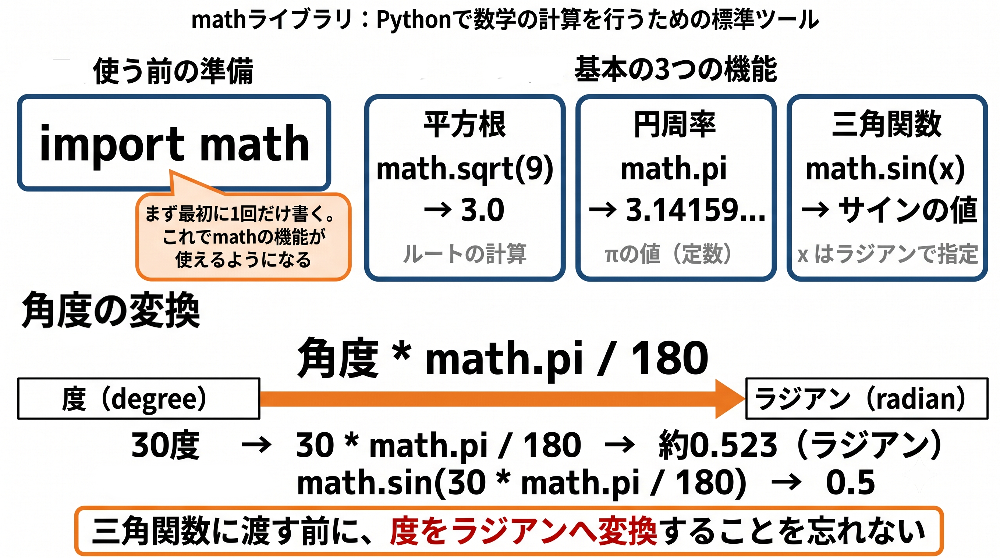 mathライブラリ：Pythonで数学の計算を行うための標準ツール
使う前の準備
import math
まず最初に1回だけ書く。
これでmathの機能が
使えるようになる
基本の3つの機能
平方根
math.sqrt(9)
→ 3.0
ルートの計算
円周率
math.pi
→ 3.14159...
πの値（定数）
三角関数
math.sin(x)
→ サインの値
x はラジアンで指定
角度の変換
角度 * math.pi / 180
度（degree）
ラジアン（radian）
30度 → 30 * math.pi / 180 → 約0.523（ラジアン）
math.sin(30 * math.pi / 180) → 0.5
三角関数に渡す前に、度をラジアンへ変換することを忘れない